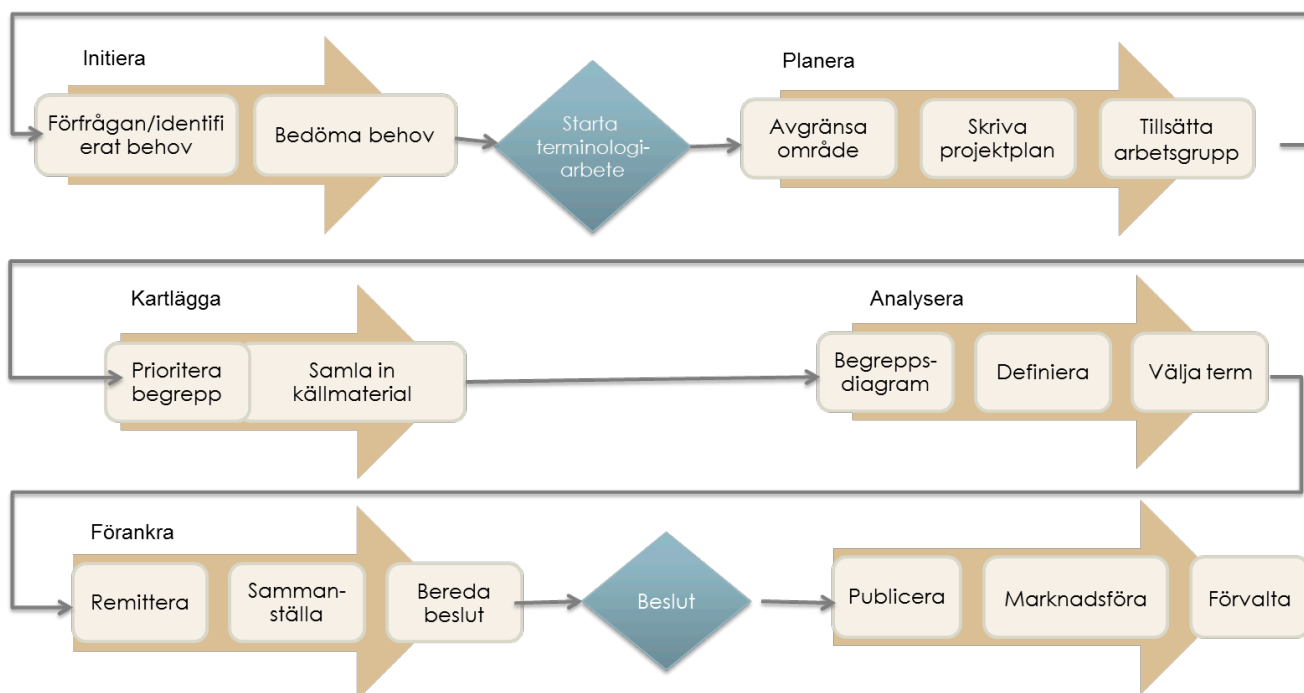 Initiera
Förfrågan/identifi
erat behov
Bedöma behov
Starta
terminologi-
arbete
Planera
Avgränsa
område
Skriva
projektplan
Tillsätta
arbetsgrupp
Kartlägga
Prioritera
begrepp
Samla in
källmaterial
Analysera
Begrepps-
diagram
Definiera
Välja term
Förankra
Remittera
Samman-
ställa
Bereda
beslut
Beslut
Publicera
Marknadsföra
Förvalta